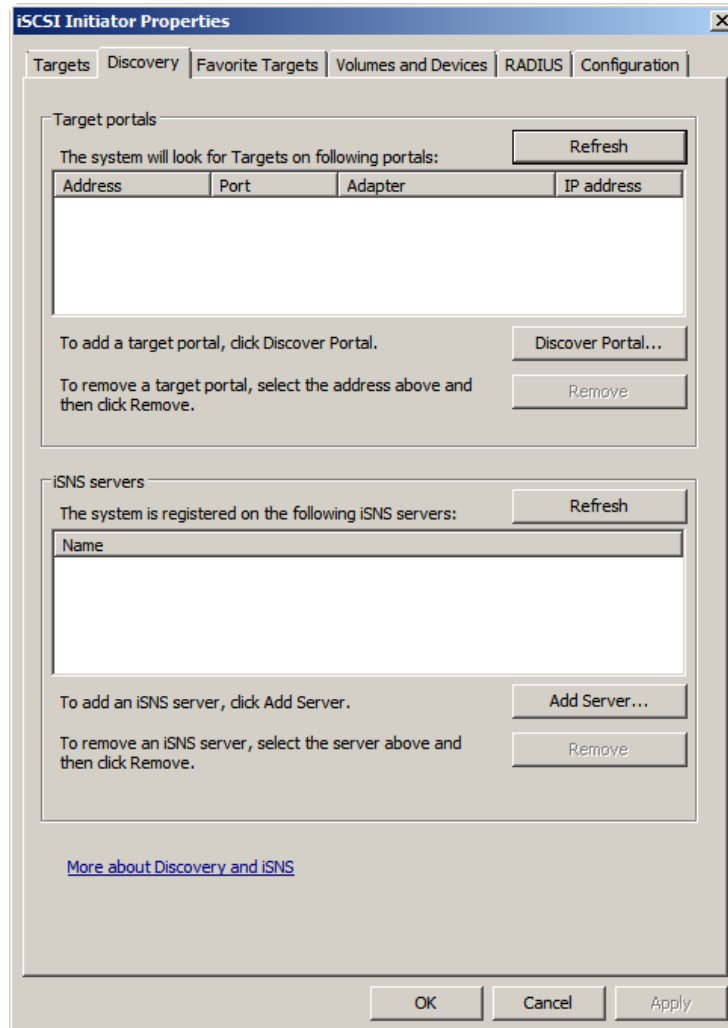 iSCSI Initiator Properties
Targets Discovery Favorite Targets Volumes and Devices RADIUS Configuration
Target portals
The system will look for Targets on following portals:
Refresh
Address Port Adapter IP address
To add a target portal, click Discover Portal.
Discover Portal...
To remove a target portal, select the address above and
then click Remove.
Remove
iSNS servers
The system is registered on the following iSNS servers:
Refresh
Name
To add an iSNS server, click Add Server.
Add Server...
To remove an iSNS server, select the server above and
then click Remove.
Remove
More about Discovery and iSNS
OK Cancel Apply